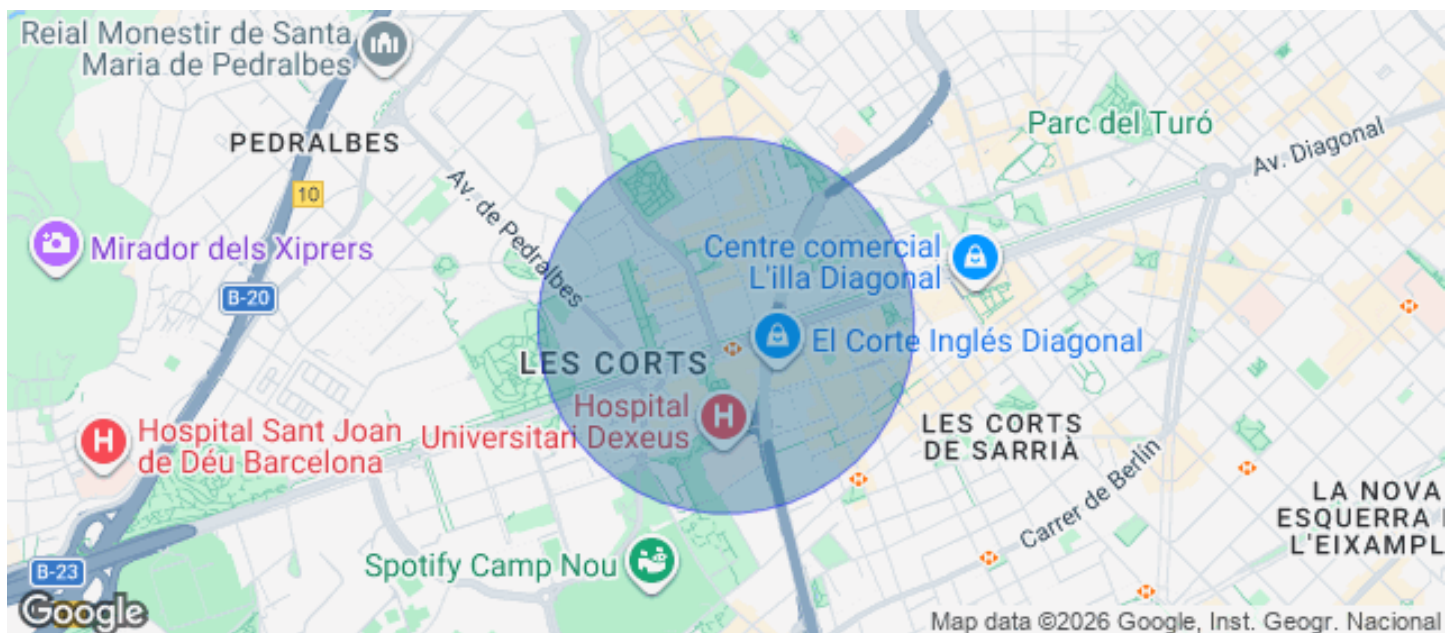 Reial Monestir de Santa
Maria de Pedralbes
PEDRALBES
Parc del Turó
Av. Diagonal
10
Av. de Pedralbes
Mirador dels Xiprers
Centre comercial
L'illa Diagonal
B-20
El Corte Inglés Diagonal
LES CORTS
Hospital
Universitari Dexeus
H
H
Hospital Sant Joan
de Déu Barcelona
LES CORTS
DE SARRIÀ
Carrer de Berlín
LA NOVA
ESQUERRA
L'EIXAMPL
Spotify Camp Nou
B-23
Google
Map data ©2026 Google, Inst. Geogr. Nacional